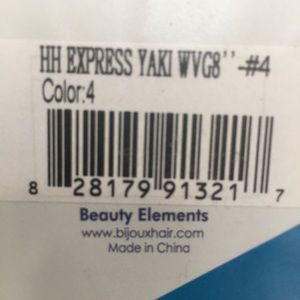 HH EXPRESS YAKI WVG8''-#4
Color:4
8 28179 91321 7
Beauty Elements
www.bijouxhair.com
Made in China